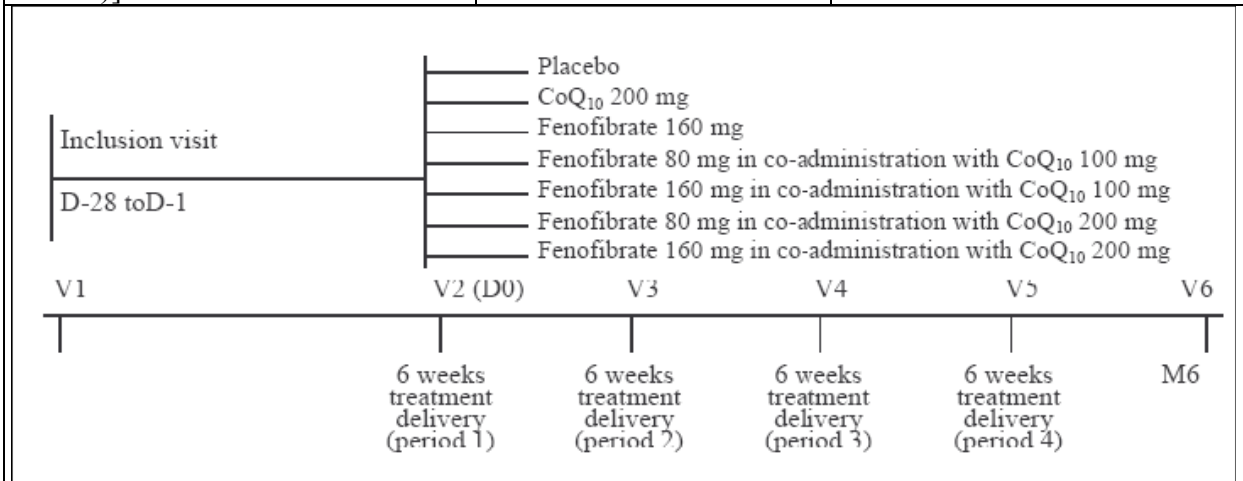 )]
Placebo
CoQ10 200 mg
Fenofibrate 160 mg
Inclusion visit
Fenofibrate 80 mg in co-administration with CoQ10 100 mg
Fenofibrate 160 mg in co-administration with CoQ10 100 mg
D-28 toD-1
Fenofibrate 80 mg in co-administration with CoQ10 200 mg
Fenofibrate 160 mg in co-administration with CoQ10 200 mg
V1 V2 (D0) V3 V4 V5 V6
6 weeks 6 weeks 6 weeks 6 weeks M6
treatment treatment treatment treatment
delivery delivery delivery delivery
(period 1) (period 2) (period 3) (period 4)